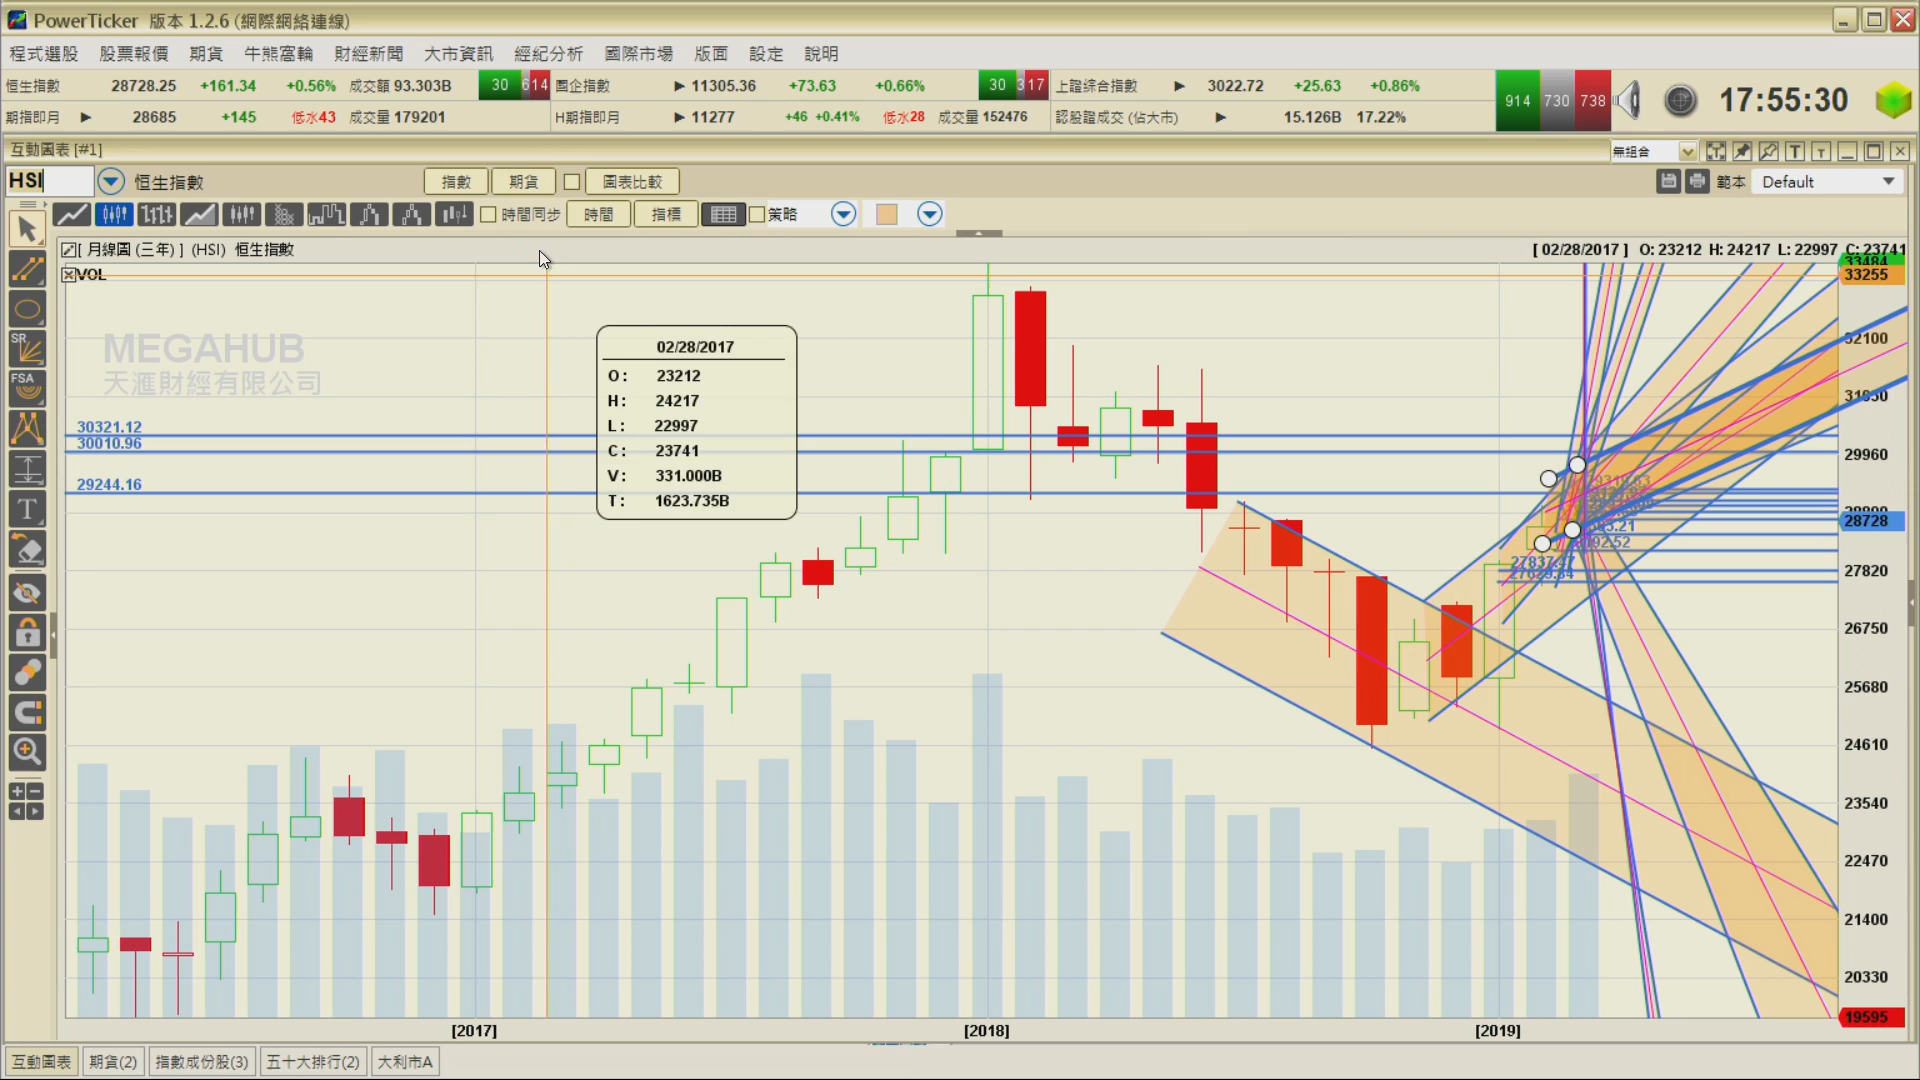 PowerTicker 版本 1.2.6 (網際網絡連線)
程式選股 股票報價 期貨 牛熊窩輪 財經新聞 大市資訊 經紀分析 國際市場 版面 設定 說明
恒生指數 28728.25 +161.34 +0.56% 成交額 93.303B 30 614 國企指數 ▶ 11305.36 +73.63 +0.66% 30 317 上證綜合指數 ▶ 3022.72 +25.63 +0.86%
期指即月 ▶ 28685 +145 低水43 成交量 179201 H期指即月 ▶ 11277 +46 +0.41% 低水28 成交量 152476 認股證成交 (佔大市) ▶ 15.126B 17.22%
914 730 738 17:55:30
互動圖表 [#1] 無組合
HSI 恒生指數 指數 期貨 圖表比較 範本 Default
時間同步 時間 指標 策略
[ 月線圖 (三年) ] (HSI) 恒生指數 [ 02/28/2017 ] O: 23212 H: 24217 L: 22997 C: 23741
VOL
MEGAHUB
天滙財經有限公司
SR
FSA
02/28/2017
O: 23212
H: 24217
L: 22997
C: 23741
V: 331.000B
T: 1623.735B
30321.12
30010.96
29244.16
27837.47
33484
33255
32100
31030
29960
28728
27820
26750
25680
24610
23540
22470
21400
20330
19595
[2017] [2018] [2019]
互動圖表 期貨(2) 指數成份股(3) 五十大排行(2) 大利市A